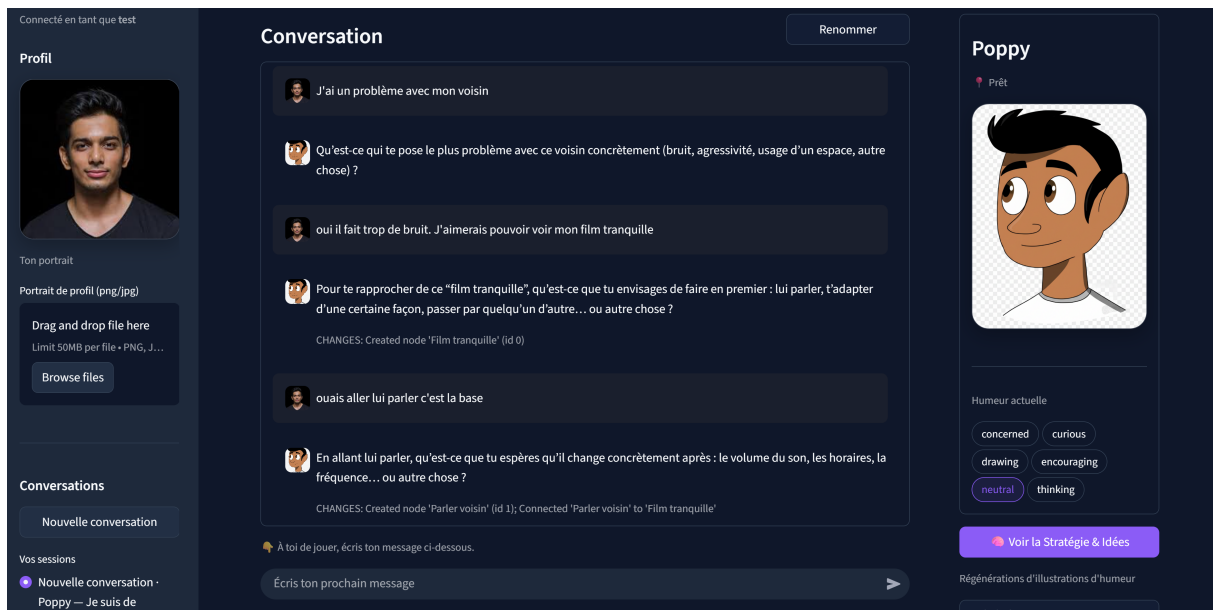 Connecté en tant que test
Profil
Ton portrait
Portrait de profil (png/jpg)
Drag and drop file here
Limit 50MB per file • PNG, J…
Browse files
Conversations
Nouvelle conversation
Vos sessions
Nouvelle conversation ·
Poppy — Je suis de
Conversation
Renommer
J'ai un problème avec mon voisin
Qu’est-ce qui te pose le plus problème avec ce voisin concrètement (bruit, agressivité, usage d’un espace, autre
chose) ?
oui il fait trop de bruit. J'aimerais pouvoir voir mon film tranquille
Pour te rapprocher de ce “film tranquille”, qu’est-ce que tu envisages de faire en premier : lui parler, t’adapter
d’une certaine façon, passer par quelqu’un d’autre… ou autre chose ?
CHANGES: Created node 'Film tranquille' (id 0)
ouais aller lui parler c'est la base
En allant lui parler, qu’est-ce que tu espères qu’il change concrètement après : le volume du son, les horaires, la
fréquence… ou autre chose ?
CHANGES: Created node 'Parler voisin' (id 1); Connected 'Parler voisin' to 'Film tranquille'
À toi de jouer, écris ton message ci-dessous.
Écris ton prochain message
Poppy
Prêt
Humeur actuelle
concerned curious
drawing encouraging
neutral thinking
Voir la Stratégie & Idées
Régénérations d'illustrations d'humeur